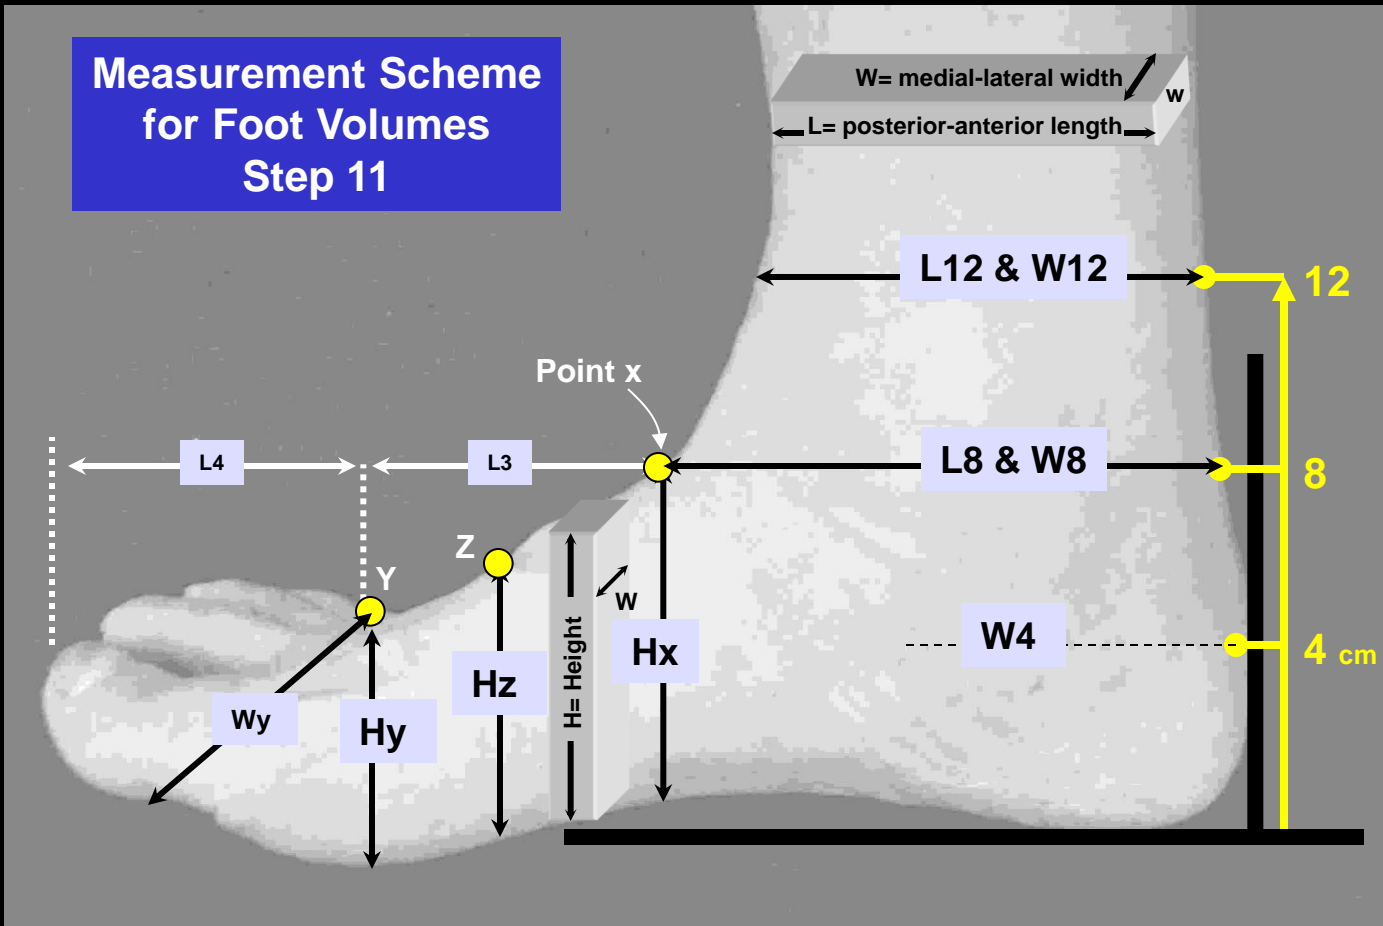 Measurement Scheme
for Foot Volumes
Step 11
W= medial-lateral width
w
L= posterior-anterior length
L12 & W12
12
Point x
L4
L3
L8 & W8
8
Z
Y
W
H= Height
Hx
W4
4 cm
Hz
Wy
Hy